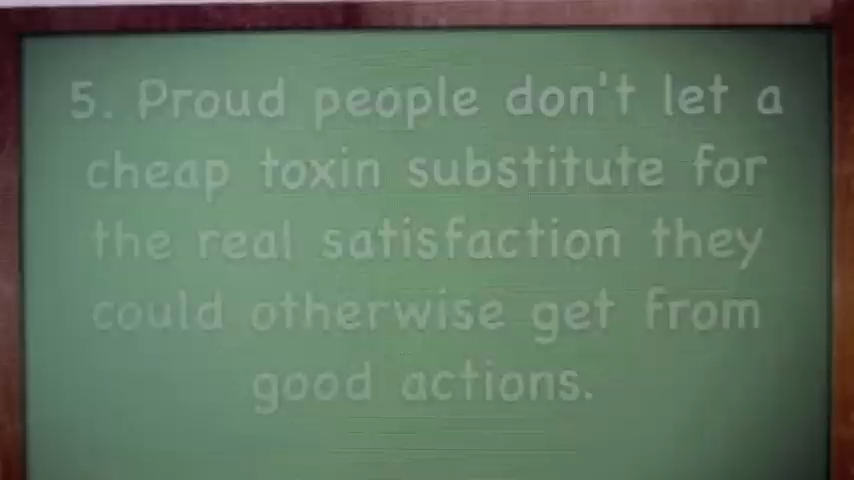 5. Proud people don't let a
cheap toxin substitute for
the real satisfaction they
could otherwise get from
good actions.